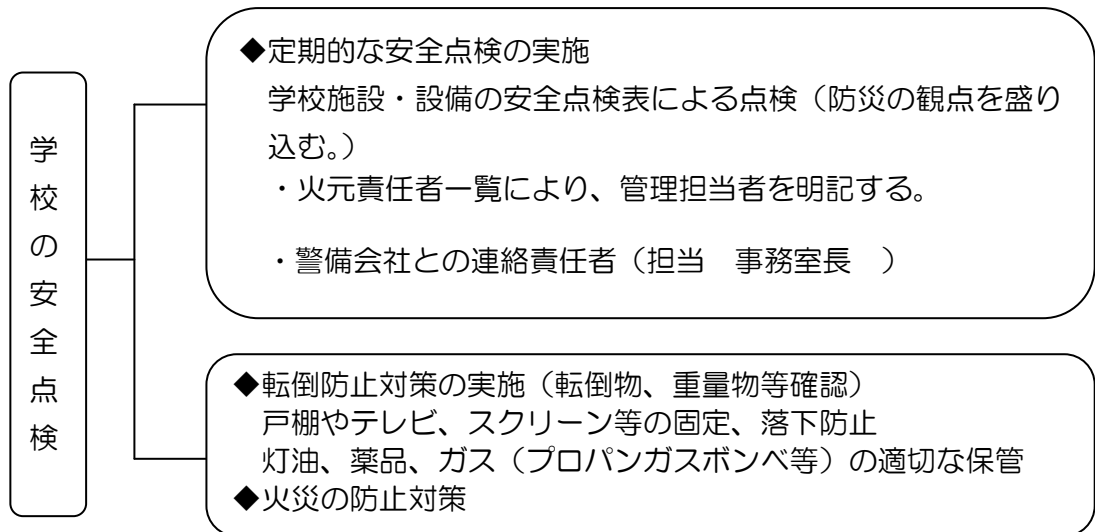 学校の安全点検
◆定期的な安全点検の実施
学校施設・設備の安全点検表による点検（防災の観点を盛り
込む。）
・火元責任者一覧により、管理担当者を明記する。
・警備会社との連絡責任者（担当　事務室長　）
◆転倒防止対策の実施（転倒物、重量物等確認）
戸棚やテレビ、スクリーン等の固定、落下防止
灯油、薬品、ガス（プロパンガスボンベ等）の適切な保管
◆火災の防止対策